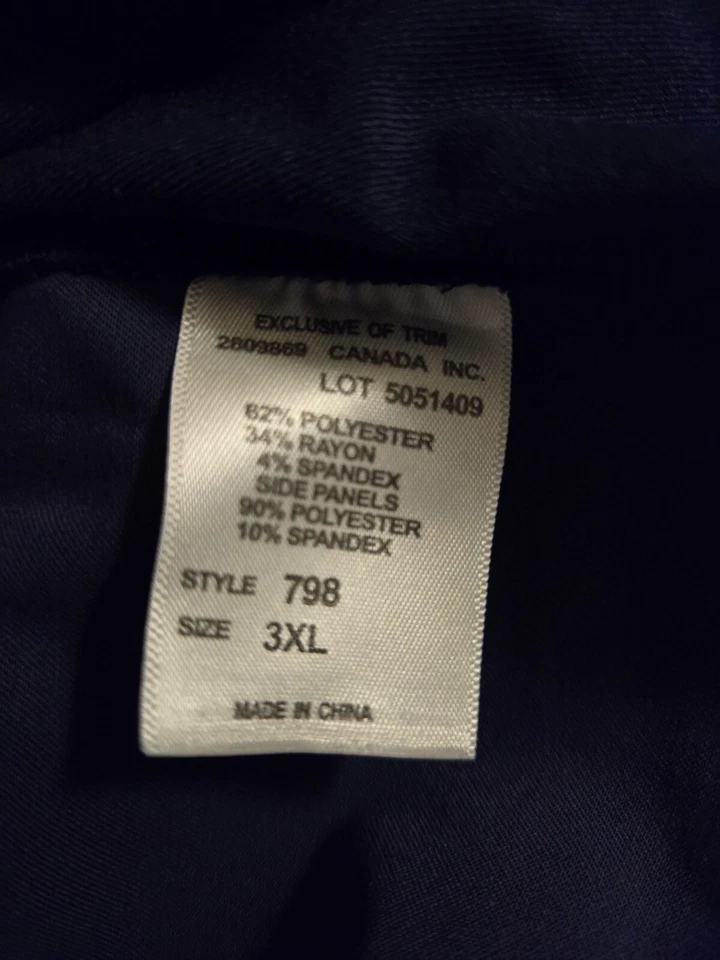 EXCLUSIVE OF TRIM
2809869 CANADA INC.
LOT 5051409
62% POLYESTER
34% RAYON
4% SPANDEX
SIDE PANELS
90% POLYESTER
10% SPANDEX
STYLE 798
SIZE 3XL
MADE IN CHINA